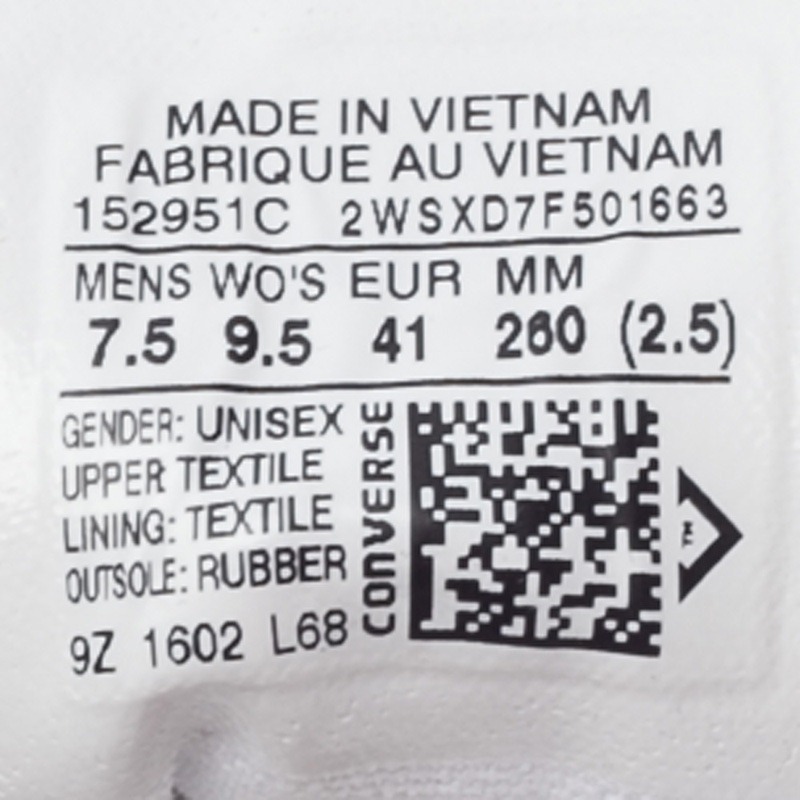 MADE IN VIETNAM
FABRIQUE AU VIETNAM
152951C 2WSXD7F501663
MENS WO'S EUR MM
7.5 9.5 41 260 (2.5)
GENDER: UNISEX
UPPER TEXTILE
LINING: TEXTILE
OUTSOLE: RUBBER
9Z 1602 L68
CONVERSE
TM